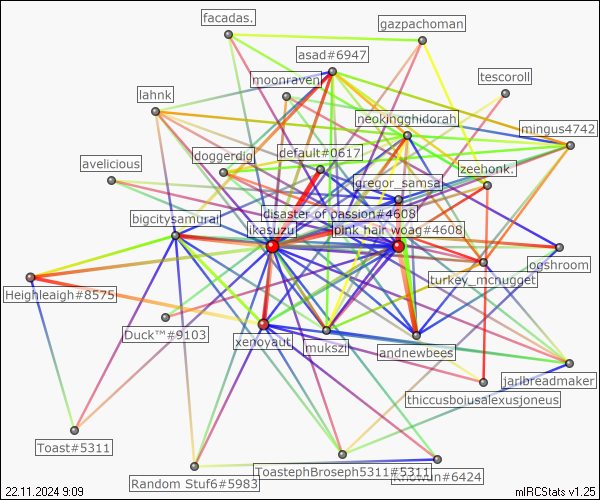 facadas.
gazpachoman
asad#6947
moonraven
tescoroll
lahnk
neokingghidorah
mingus4742
default#0617
doggerdig
avelicious
zeehonk.
gregor_samsa
disaster of passion#4608
bigcitysamurai
ikasuzu
pink hair woag#4608
ogshroom
turkey_mcnugget
Heighleaigh#8575
Duck™#9103
xenoyaut
mukszi
andnewbees
jarlbreadmaker
thiccusboiusalexusjoneus
Toast#5311
ToastephBroseph5311#5311
Random Stuf6#5983
#6424
22.11.2024 9:09
mIRCStats v1.25